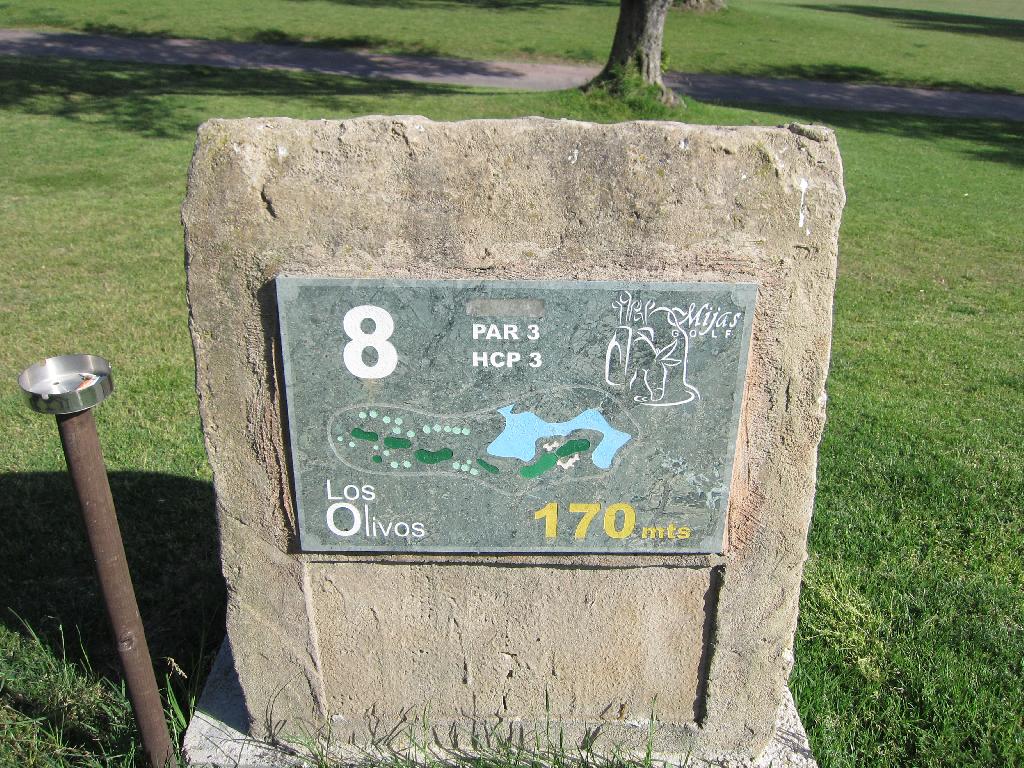 8
PAR 3
HCP 3
Mijas
GOLF
Los
Olivos
170 mts